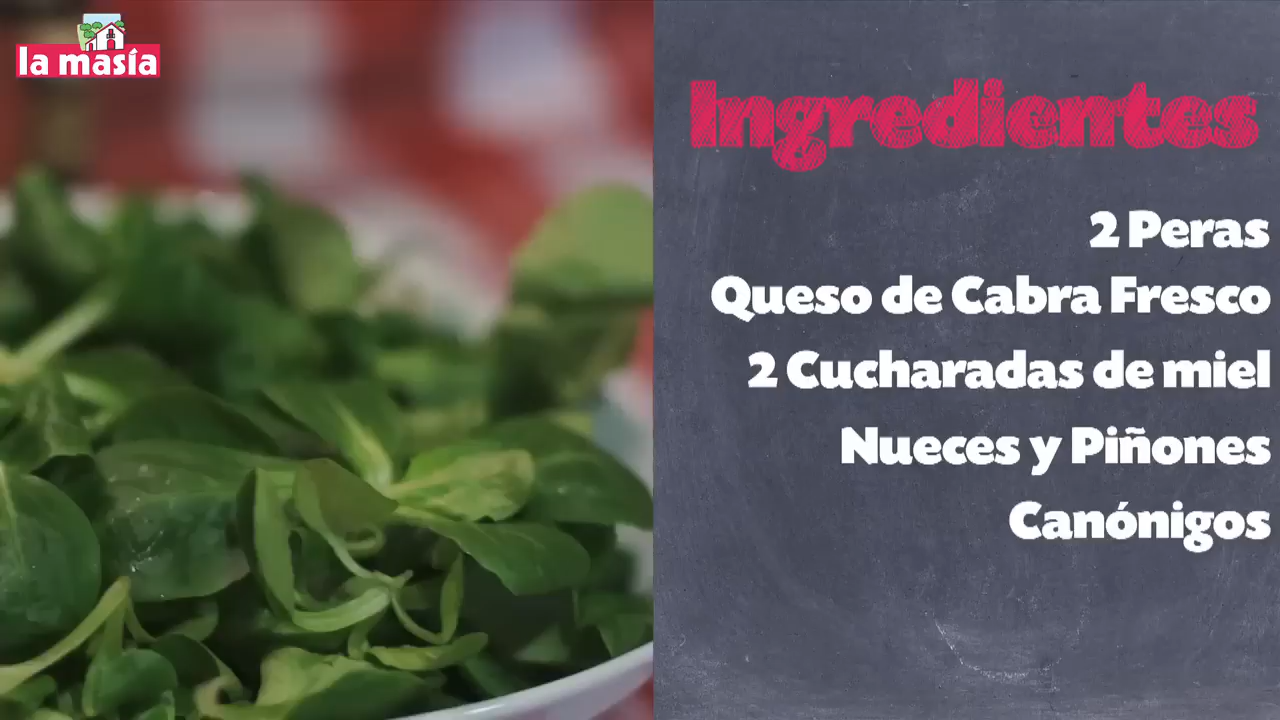 la masía
Ingredientes
2 Peras
Queso de Cabra Fresco
2 Cucharadas de miel
Nueces y Piñones
Canónigos